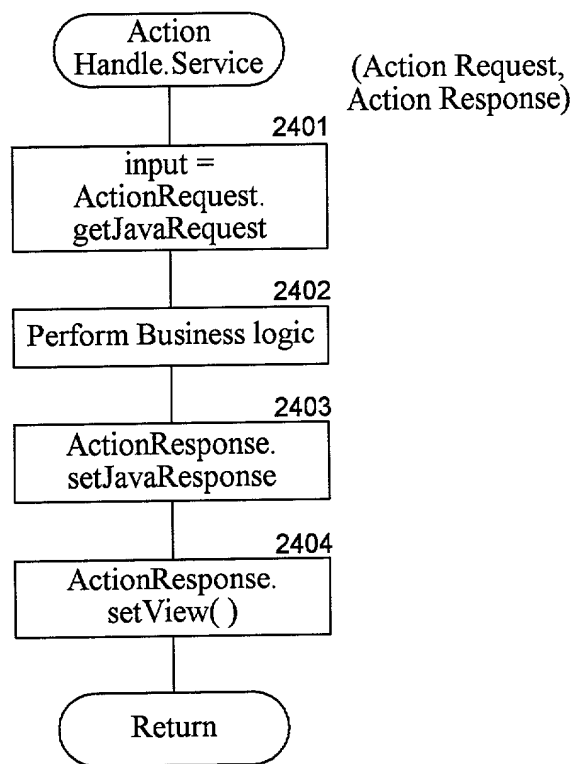 Action
Handle.Service
(Action Request,
Action Response)
2401
input =
ActionRequest.
getJavaRequest
2402
Perform Business logic
2403
ActionResponse.
setJavaResponse
2404
ActionResponse.
setView( )
Return